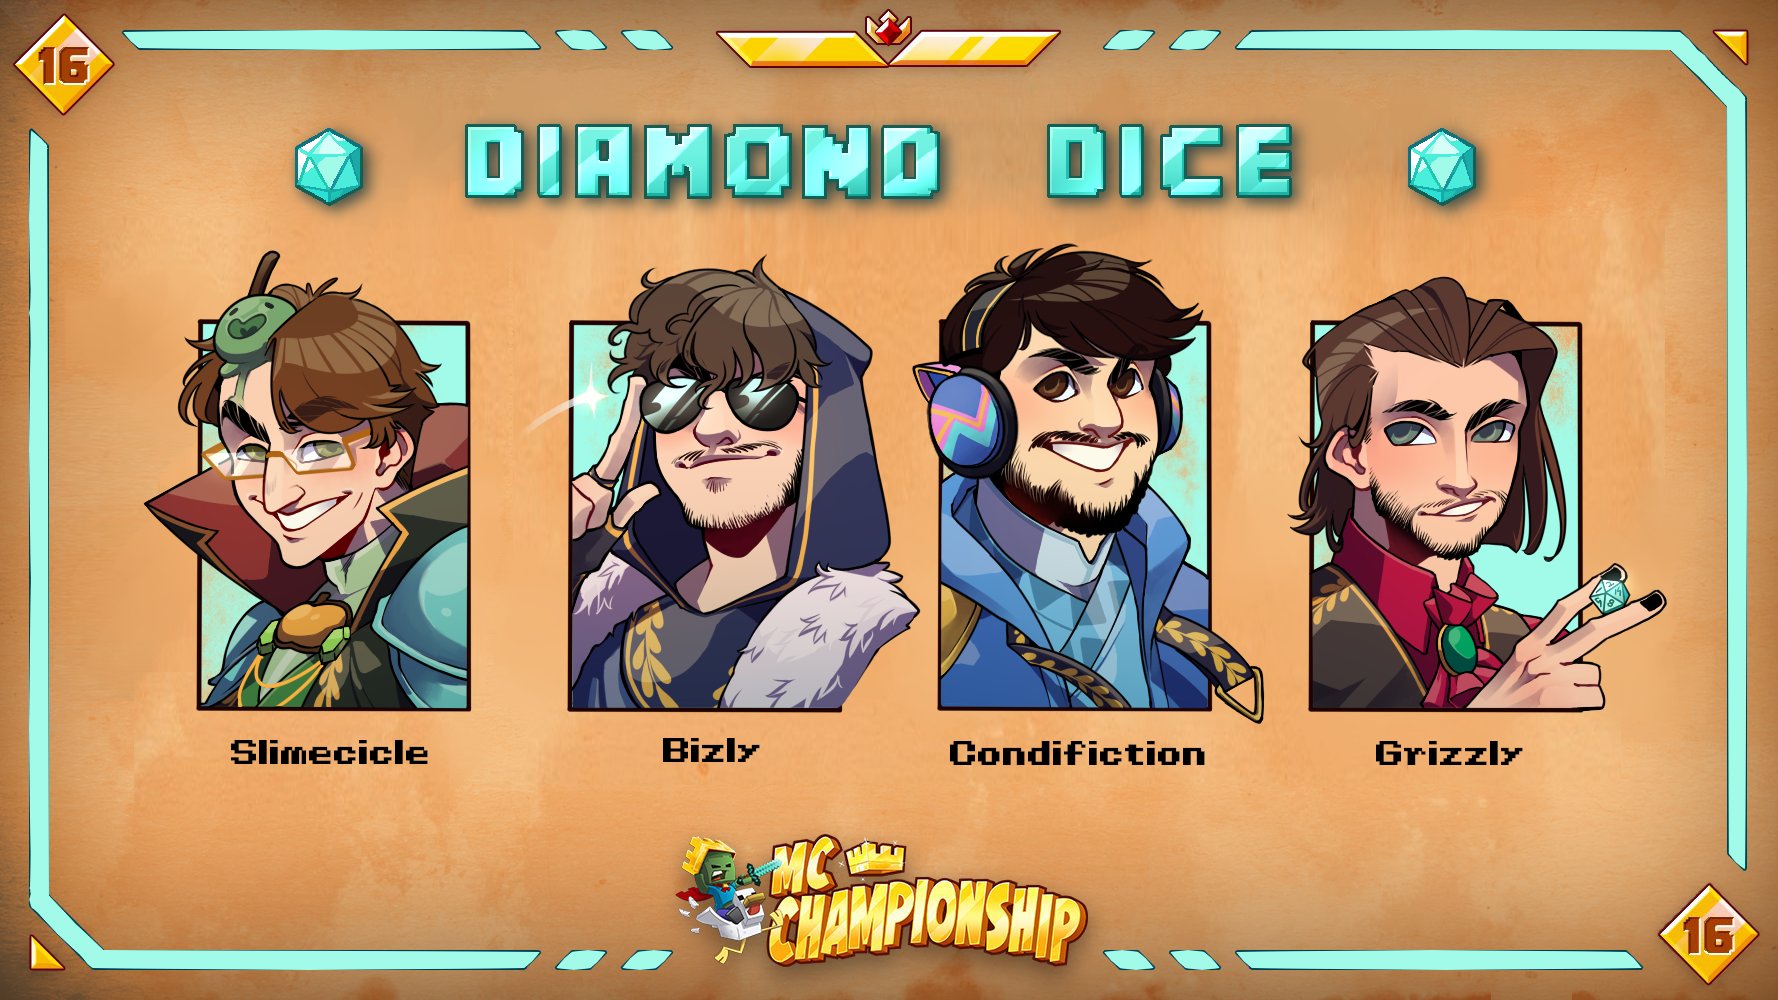 16
DIAMOND DICE
Slimecicle
Bizly
Condifiction
Grizzly
MC
CHAMPIONSHIP
16